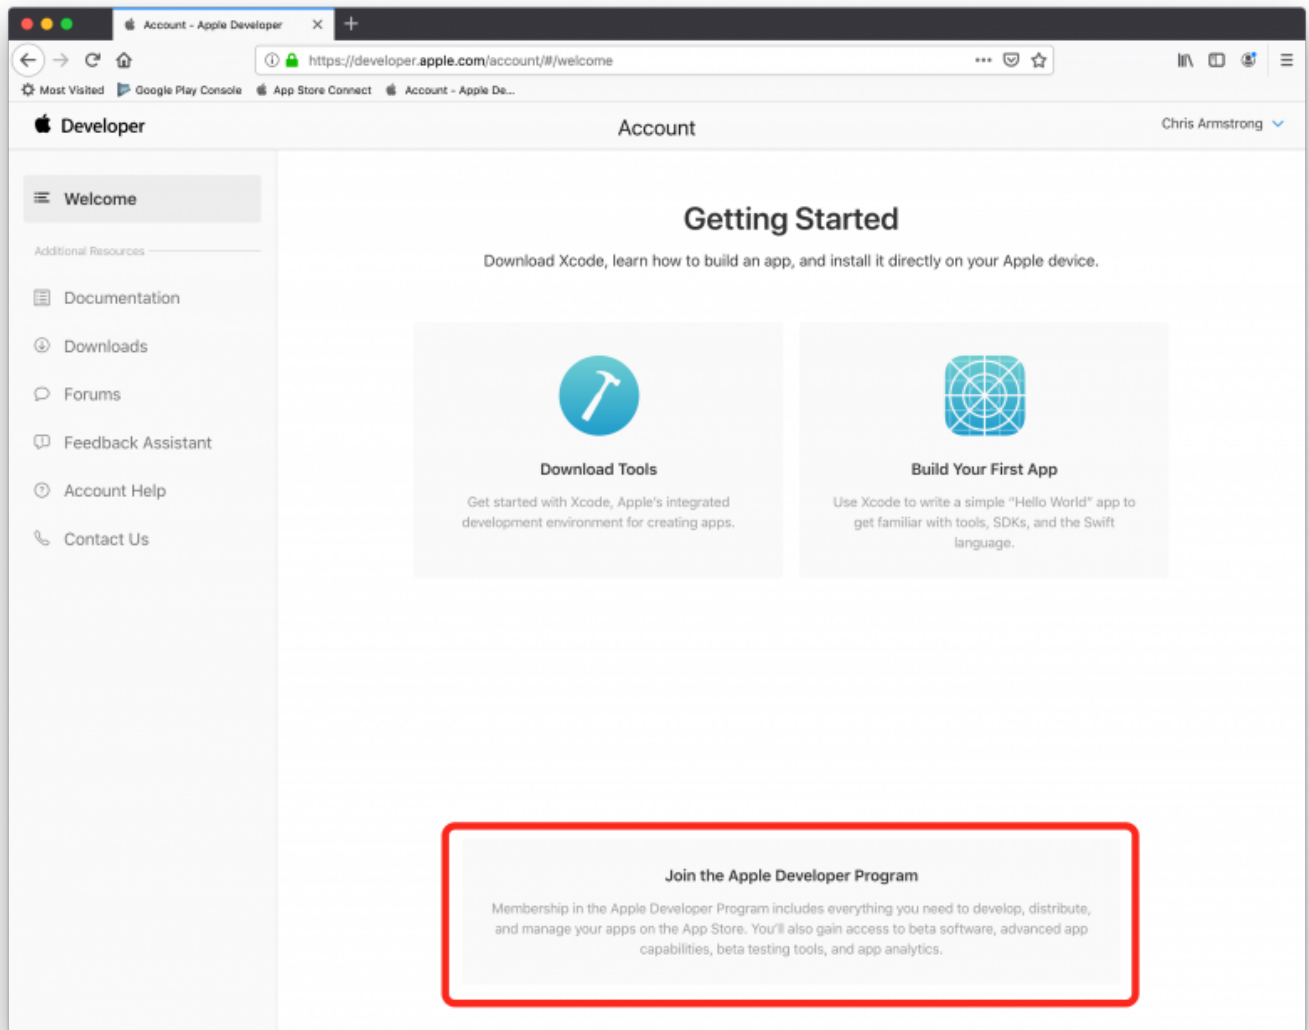 Account - Apple Developer
https://developer.apple.com/account/#/welcome
Most Visited Google Play Console App Store Connect Account - Apple De...
Developer
Account
Chris Armstrong
Welcome
Additional Resources
Documentation
Downloads
Forums
Feedback Assistant
Account Help
Contact Us
Getting Started
Download Xcode, learn how to build an app, and install it directly on your Apple device.
Download Tools
Get started with Xcode, Apple's integrated
development environment for creating apps.
Build Your First App
Use Xcode to write a simple “Hello World” app to
get familiar with tools, SDKs, and the Swift
language.
Join the Apple Developer Program
Membership in the Apple Developer Program includes everything you need to develop, distribute,
and manage your apps on the App Store. You'll also gain access to beta software, advanced app
capabilities, beta testing tools, and app analytics.